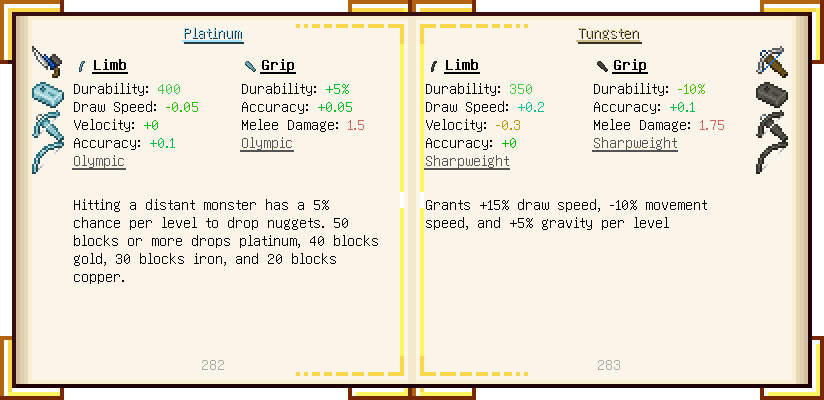 Platinum
Limb
Durability: 400
Draw Speed: -0.05
Velocity: +0
Accuracy: +0.1
Olympic
Grip
Durability: +5%
Accuracy: +0.05
Melee Damage: 1.5
Olympic
Hitting a distant monster has a 5%
chance per level to drop nuggets. 50
blocks or more drops platinum, 40 blocks
gold, 30 blocks iron, and 20 blocks
copper.
282
Tungsten
Limb
Durability: 350
Draw Speed: +0.2
Velocity: -0.3
Accuracy: +0
Sharpweight
Grip
Durability: -10%
Accuracy: +0.1
Melee Damage: 1.75
Sharpweight
Grants +15% draw speed, -10% movement
speed, and +5% gravity per level
283